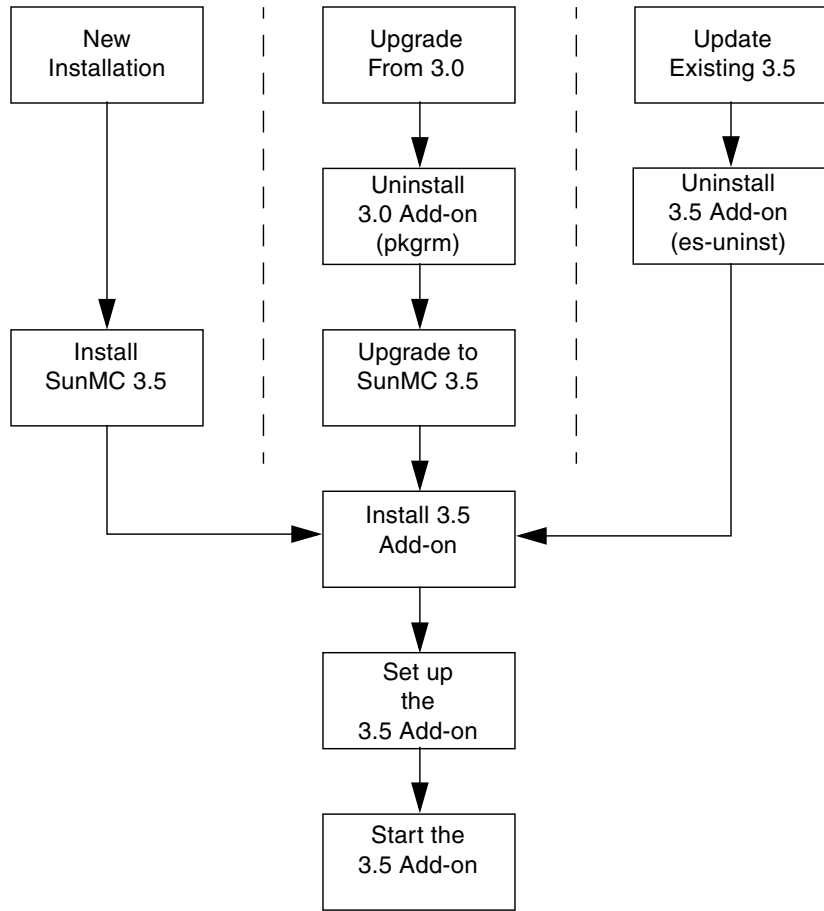 New
Installation
Upgrade
From 3.0
Update
Existing 3.5
Uninstall
3.0 Add-on
(pkgrm)
Uninstall
3.5 Add-on
(es-uninst)
Install
SunMC 3.5
Upgrade to
SunMC 3.5
Install 3.5
Add-on
Set up
the
3.5 Add-on
Start the
3.5 Add-on